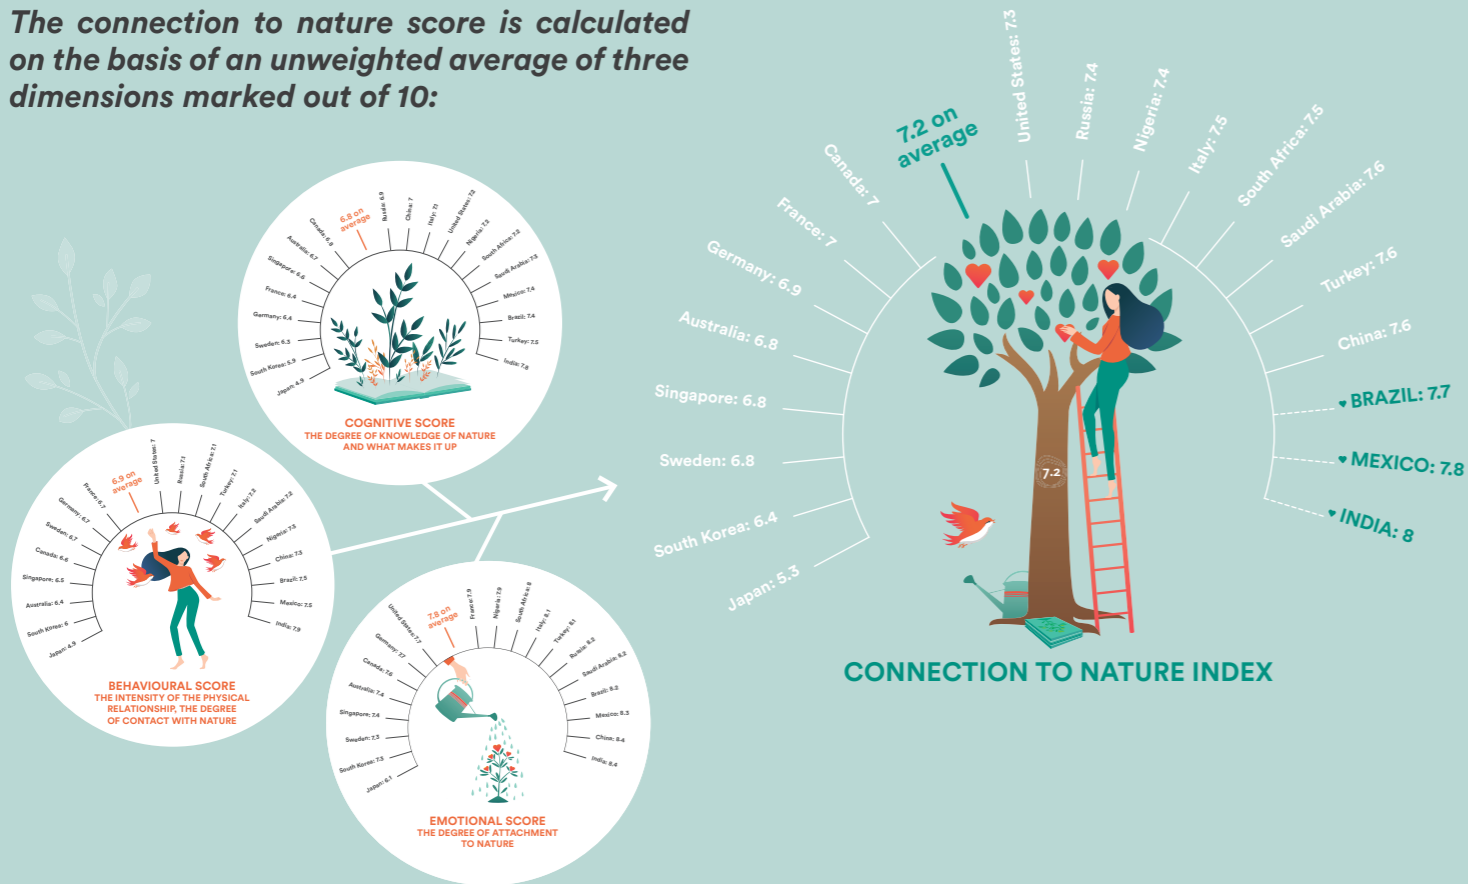 The connection to nature score is calculated
on the basis of an unweighted average of three
dimensions marked out of 10:
Japan: 4.9
South Korea: 5.9
Sweden: 6.3
Germany: 6.4
France: 6.4
Singapore: 6.6
Australia: 6.7
Canada: 6.8
6.8 on
average
Russia: 6.9
China: 7
Italy: 7.1
United States: 7.2
Nigeria: 7.2
South Africa: 7.2
Saudi Arabia: 7.3
Mexico: 7.4
Brazil: 7.4
Turkey: 7.5
India: 7.6
COGNITIVE SCORE
THE DEGREE OF KNOWLEDGE OF NATURE
AND WHAT MAKES IT UP
Japan: 4.9
South Korea: 6
Australia: 6.4
Singapore: 6.5
Canada: 6.6
Sweden: 6.7
Germany: 6.7
France: 6.7
6.9 on
average
United States: 7
Russia: 7.1
South Africa: 7.1
Turkey: 7.1
Italy: 7.2
Saudi Arabia: 7.2
Nigeria: 7.3
China: 7.5
Brazil: 7.5
Mexico: 7.5
India: 7.9
BEHAVIOURAL SCORE
THE INTENSITY OF THE PHYSICAL
RELATIONSHIP, THE DEGREE
OF CONTACT WITH NATURE
Japan: 6.1
South Korea: 7.3
Sweden: 7.3
Singapore: 7.4
Australia: 7.4
Canada: 7.6
Germany: 7.7
United States: 7.7
7.8 on
average
France: 7.9
Nigeria: 7.9
South Africa: 8
Italy: 8.1
Turkey: 8.1
Russia: 8.2
Saudi Arabia: 8.2
Brazil: 8.2
Mexico: 8.3
China: 8.4
India: 8.4
EMOTIONAL SCORE
THE DEGREE OF ATTACHMENT
TO NATURE
Japan: 5.3
South Korea: 6.4
Sweden: 6.8
Singapore: 6.8
Australia: 6.8
Germany: 6.9
France: 7
Canada: 7
7.2 on
average
United States: 7.3
Russia: 7.4
Nigeria: 7.4
Italy: 7.5
South Africa: 7.5
Saudi Arabia: 7.6
Turkey: 7.6
China: 7.6
BRAZIL: 7.7
MEXICO: 7.8
INDIA: 8
7.2
CONNECTION TO NATURE INDEX